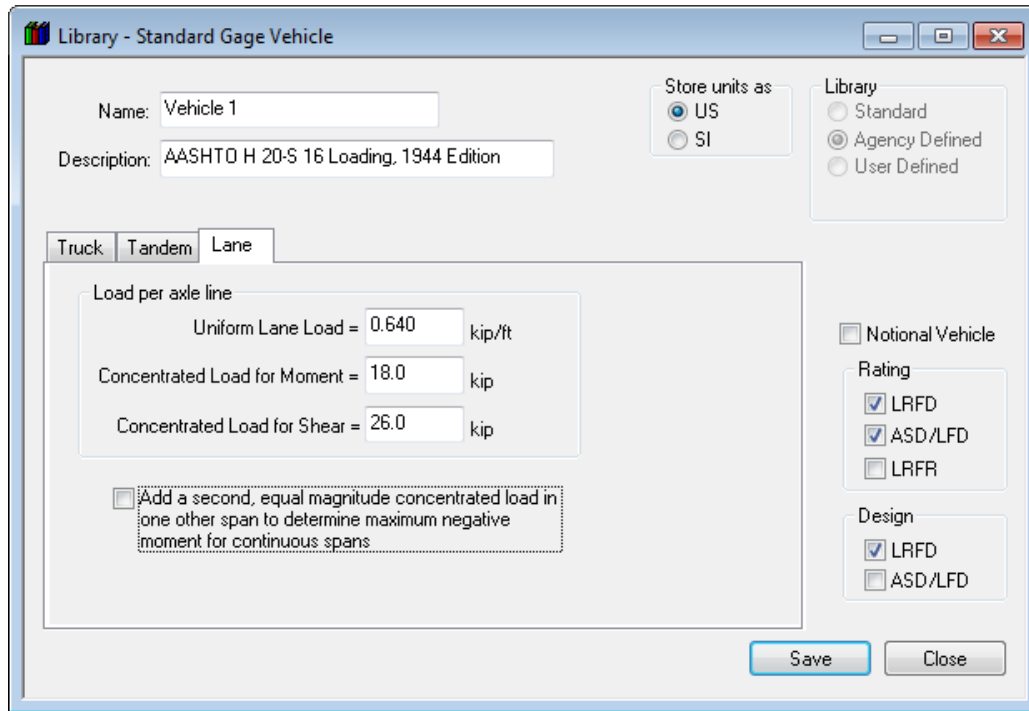 Library - Standard Gage Vehicle
Name: Vehicle 1
Description: AASHTO H 20-S 16 Loading, 1944 Edition
Store units as
US
SI
Library
Standard
Agency Defined
User Defined
Truck Tandem Lane
Load per axle line
Uniform Lane Load = 0.640 kip/ft
Concentrated Load for Moment = 18.0 kip
Concentrated Load for Shear = 26.0 kip
Add a second, equal magnitude concentrated load in
one other span to determine maximum negative
moment for continuous spans
Notional Vehicle
Rating
LRFD
ASD/LFD
LRFR
Design
LRFD
ASD/LFD
Save Close